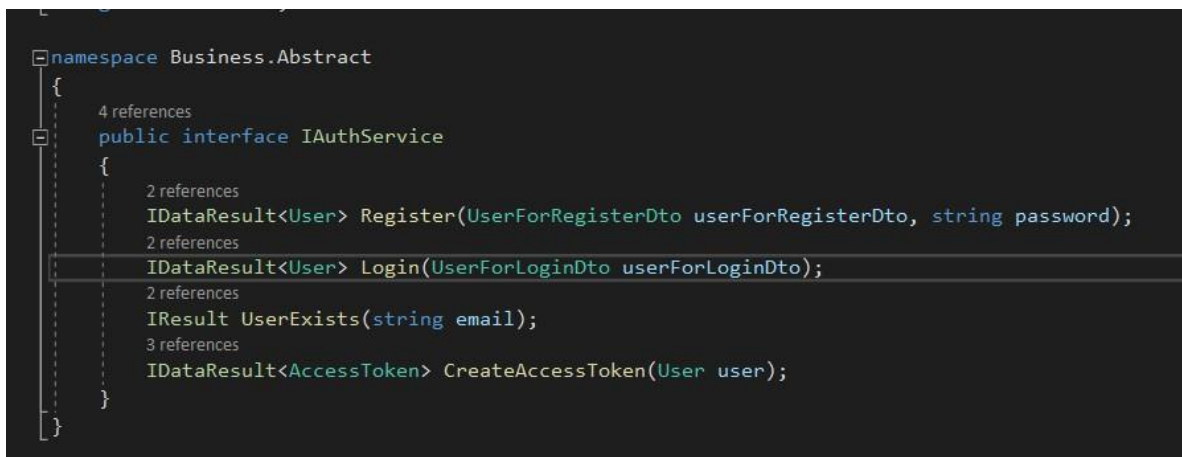 namespace Business.Abstract
{
4 references
public interface IAuthService
{
2 references
IDataResult<User> Register(UserForRegisterDto userForRegisterDto, string password);
2 references
IDataResult<User> Login(UserForLoginDto userForLoginDto);
2 references
IResult UserExists(string email);
3 references
IDataResult<AccessToken> CreateAccessToken(User user);
}
}